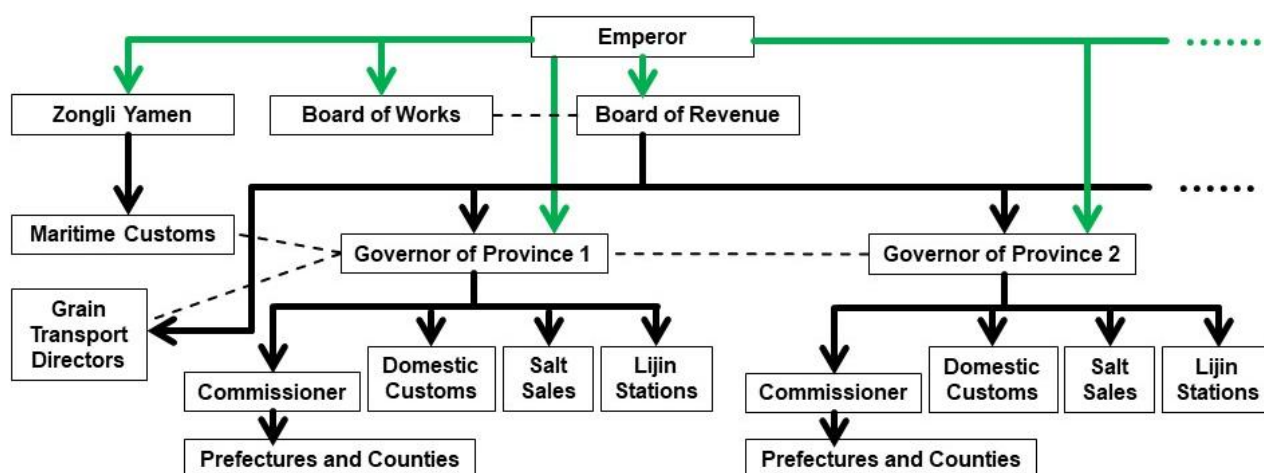 Emperor
Zongli Yamen
Board of Works
Board of Revenue
Maritime Customs
Governor of Province 1
Governor of Province 2
Grain
Transport
Directors
Commissioner
Domestic
Customs
Salt
Sales
Lijin
Stations
Commissioner
Domestic
Customs
Salt
Sales
Lijin
Stations
Prefectures and Counties
Prefectures and Counties